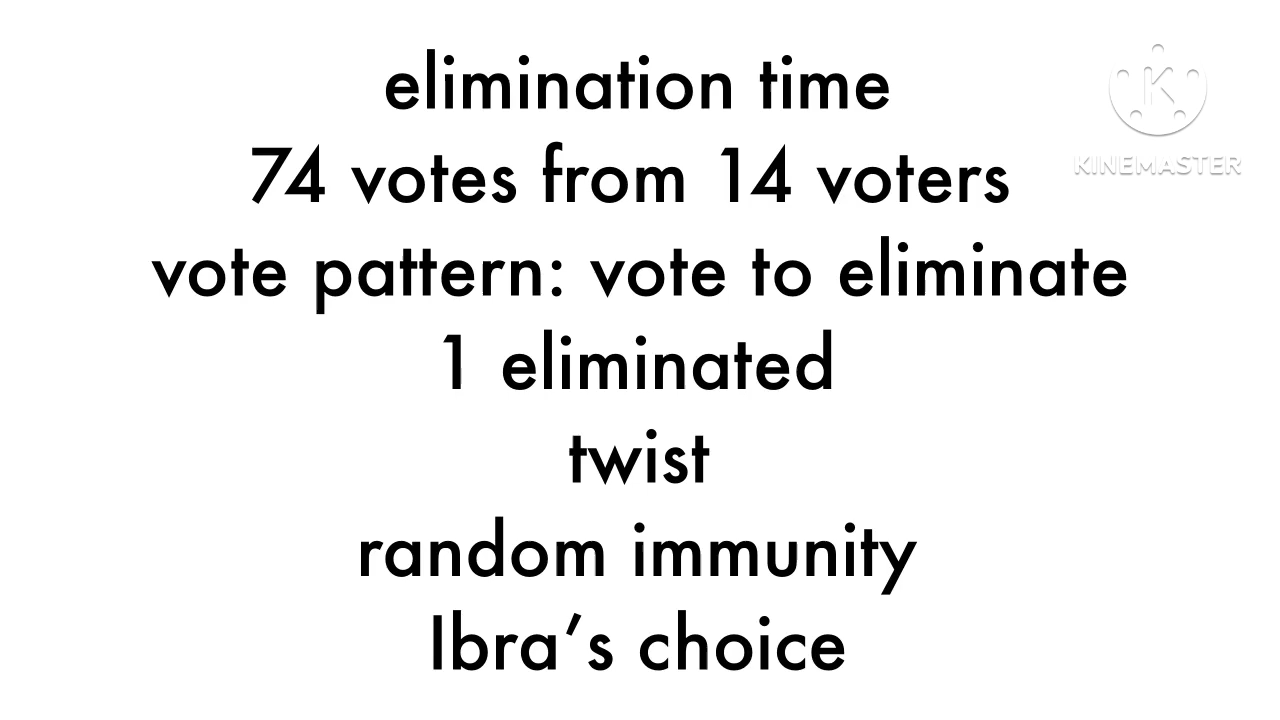 elimination time
74 votes from 14 voters
vote pattern: vote to eliminate
1 eliminated
twist
random immunity
Ibra’s choice
K
KINEMASTER